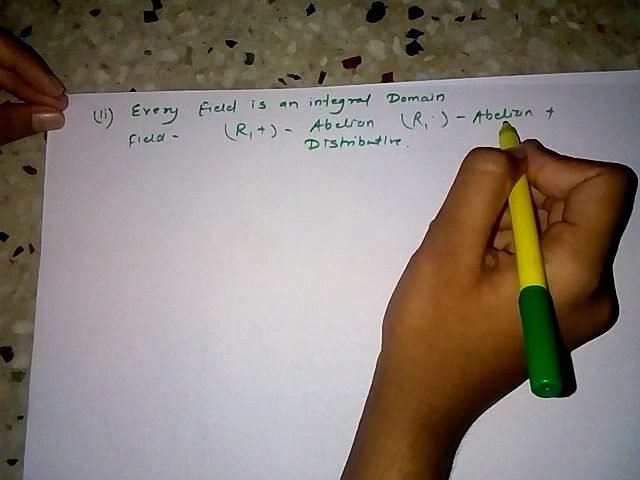 (ii) Every field is an integral Domain
Field - (R, +) - Abelian (R, ·) - Abelian +
Distributive.